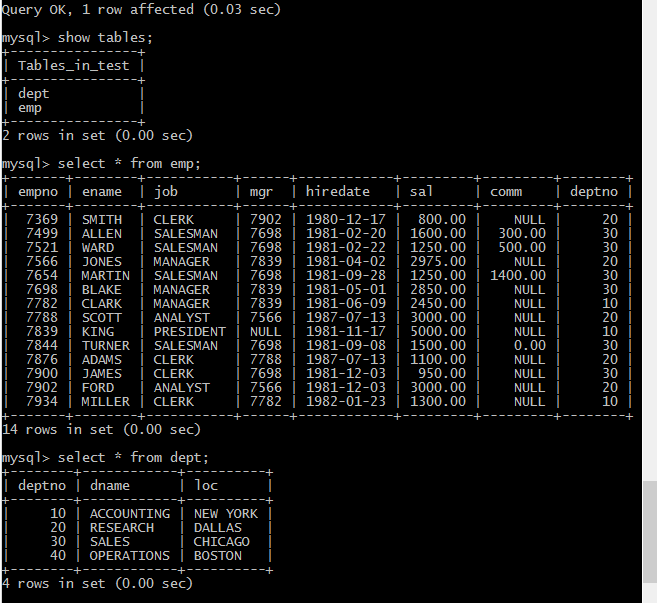 Query OK, 1 row affected (0.03 sec)
mysql> show tables;
+----------------+
| Tables_in_test |
+----------------+
| dept           |
| emp            |
+----------------+
2 rows in set (0.00 sec)
mysql> select * from emp;
+-------+--------+-----------+------+------------+---------+---------+--------+
| empno | ename  | job       | mgr  | hiredate   | sal     | comm    | deptno |
+-------+--------+-----------+------+------------+---------+---------+--------+
|  7369 | SMITH  | CLERK     | 7902 | 1980-12-17 |  800.00 |    NULL |     20 |
|  7499 | ALLEN  | SALESMAN  | 7698 | 1981-02-20 | 1600.00 |  300.00 |     30 |
|  7521 | WARD   | SALESMAN  | 7698 | 1981-02-22 | 1250.00 |  500.00 |     30 |
|  7566 | JONES  | MANAGER   | 7839 | 1981-04-02 | 2975.00 |    NULL |     20 |
|  7654 | MARTIN | SALESMAN  | 7698 | 1981-09-28 | 1250.00 | 1400.00 |     30 |
|  7698 | BLAKE  | MANAGER   | 7839 | 1981-05-01 | 2850.00 |    NULL |     30 |
|  7782 | CLARK  | MANAGER   | 7839 | 1981-06-09 | 2450.00 |    NULL |     10 |
|  7788 | SCOTT  | ANALYST   | 7566 | 1987-07-13 | 3000.00 |    NULL |     20 |
|  7839 | KING   | PRESIDENT | NULL | 1981-11-17 | 5000.00 |    NULL |     10 |
|  7844 | TURNER | SALESMAN  | 7698 | 1981-09-08 | 1500.00 |    0.00 |     30 |
|  7876 | ADAMS  | CLERK     | 7788 | 1987-07-13 | 1100.00 |    NULL |     20 |
|  7900 | JAMES  | CLERK     | 7698 | 1981-12-03 |  950.00 |    NULL |     30 |
|  7902 | FORD   | ANALYST   | 7566 | 1981-12-03 | 3000.00 |    NULL |     20 |
|  7934 | MILLER | CLERK     | 7782 | 1982-01-23 | 1300.00 |    NULL |     10 |
+-------+--------+-----------+------+------------+---------+---------+--------+
14 rows in set (0.00 sec)
mysql> select * from dept;
+--------+------------+----------+
| deptno | dname      | loc      |
+--------+------------+----------+
|     10 | ACCOUNTING | NEW YORK |
|     20 | RESEARCH   | DALLAS   |
|     30 | SALES      | CHICAGO  |
|     40 | OPERATIONS | BOSTON   |
+--------+------------+----------+
4 rows in set (0.00 sec)